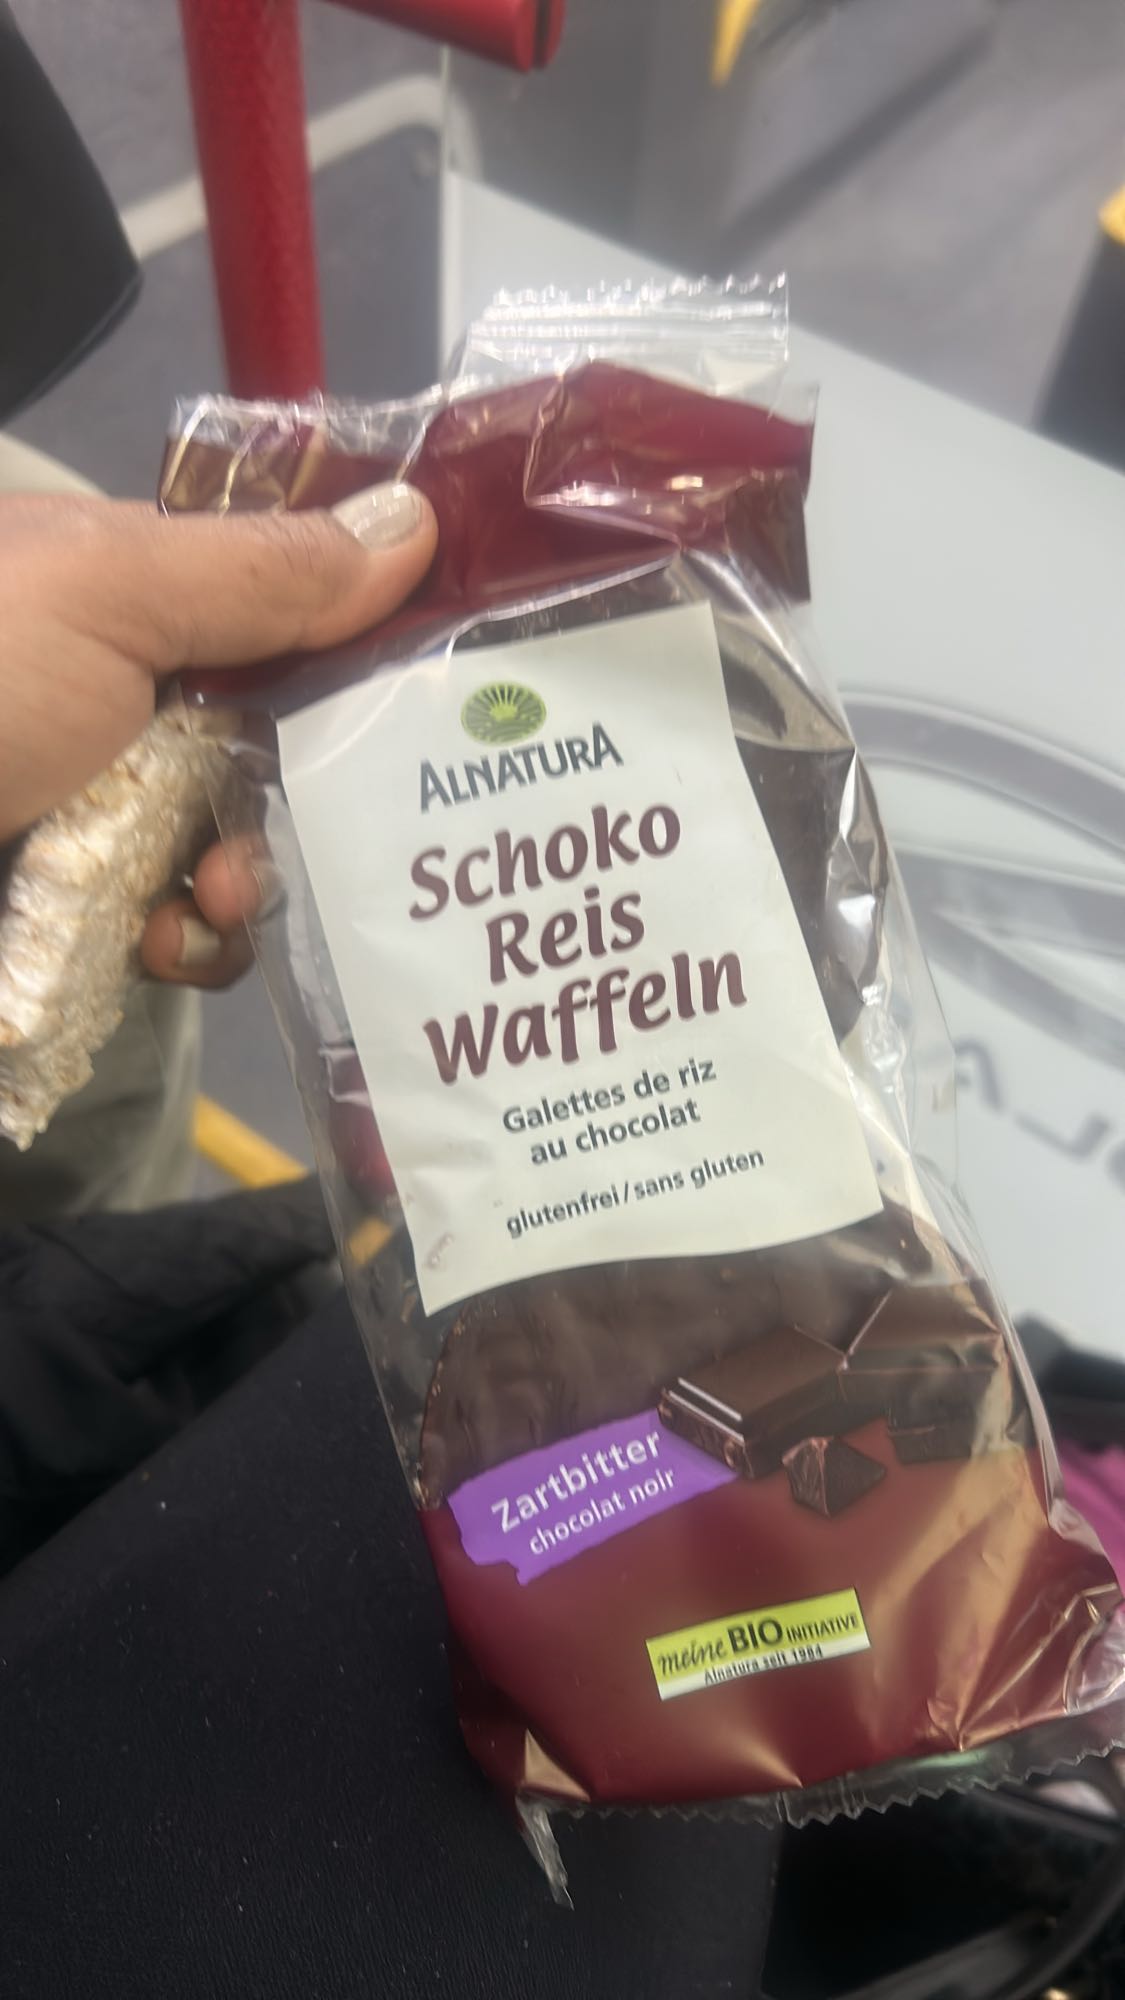 ALNATURA
Schoko
Reis
Waffeln
Galettes de riz
au chocolat
glutenfrei/sans gluten
Zartbitter
chocolat noir
meine BIO INITIATIVE
Alnatura seit 1984